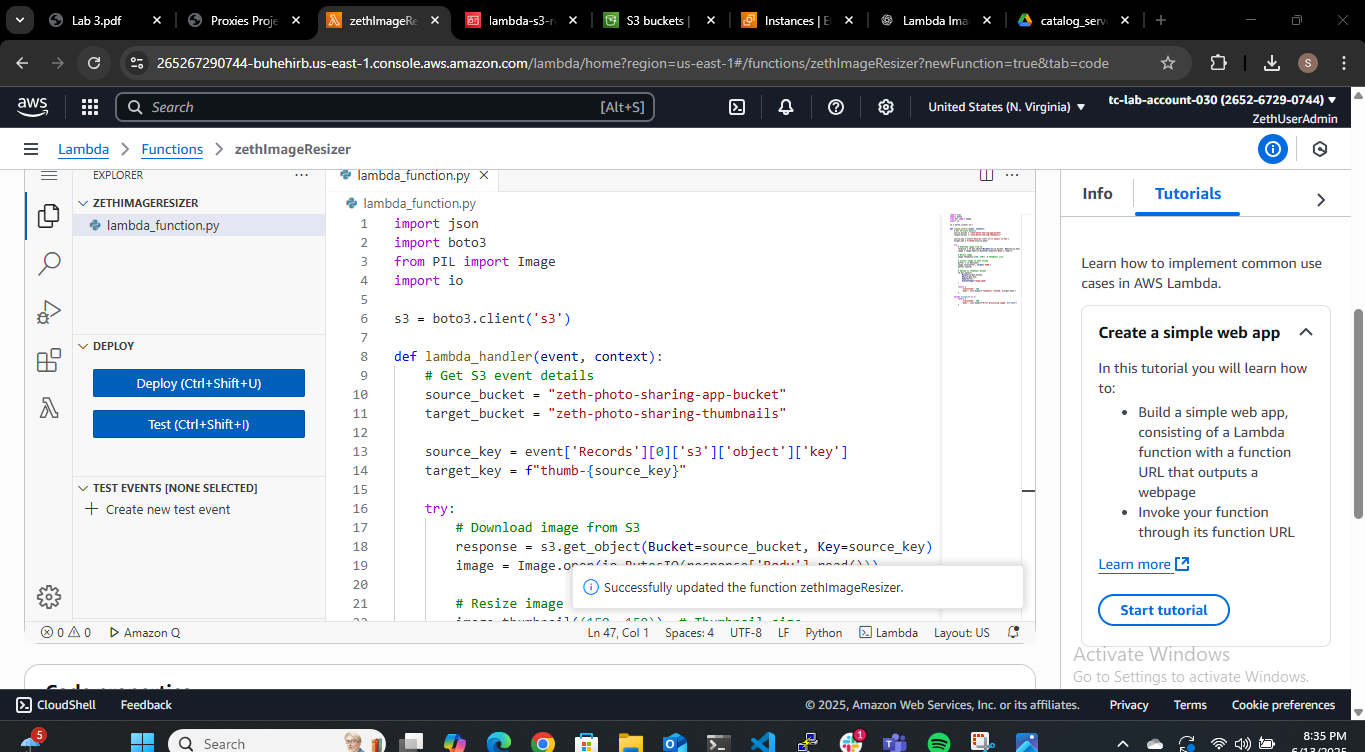 Lab 3.pdf
Proxies Proje
zethImageRe
lambda-s3-r
S3 buckets |
Instances | E
Lambda Ima
catalog_serv
265267290744-buhehirb.us-east-1.console.aws.amazon.com/lambda/home?region=us-east-1#/functions/zethImageResizer?newFunction=true&tab=code
S
aws
Search
[Alt+S]
United States (N. Virginia)
tc-lab-account-030 (2652-6729-0744)
ZethUserAdmin
Lambda
Functions
zethImageResizer
EXPLORER
ZETHIMAGERESIZER
lambda_function.py
DEPLOY
Deploy (Ctrl+Shift+U)
Test (Ctrl+Shift+I)
TEST EVENTS [NONE SELECTED]
Create new test event
lambda_function.py
lambda_function.py
1 import json
2 import boto3
3 from PIL import Image
4 import io
5
6 s3 = boto3.client('s3')
7
8 def lambda_handler(event, context):
9 # Get S3 event details
10 source_bucket = "zeth-photo-sharing-app-bucket"
11 target_bucket = "zeth-photo-sharing-thumbnails"
12
13 source_key = event['Records'][0]['s3']['object']['key']
14 target_key = f"thumb-{source_key}"
15
16 try:
17 # Download image from S3
18 response = s3.get_object(Bucket=source_bucket, Key=source_key)
19 image = Image.open(io.BytesIO(response['Body'].read()))
20
21 # Resize image
22 image.thumbnail((150, 150)) # Thumbnail size
Successfully updated the function zethImageResizer.
0 0
Amazon Q
Ln 47, Col 1
Spaces: 4
UTF-8
LF
Python
Lambda
Layout: US
Code properties
Info
Tutorials
Learn how to implement common use
cases in AWS Lambda.
Create a simple web app
In this tutorial you will learn how
to:
• Build a simple web app,
consisting of a Lambda
function with a function
URL that outputs a
webpage
• Invoke your function
through its function URL
Learn more
Start tutorial
Activate Windows
Go to Settings to activate Windows.
CloudShell
Feedback
© 2025, Amazon Web Services, Inc. or its affiliates.
Privacy
Terms
Cookie preferences
5
Search
1
8:35 PM
6/13/2025